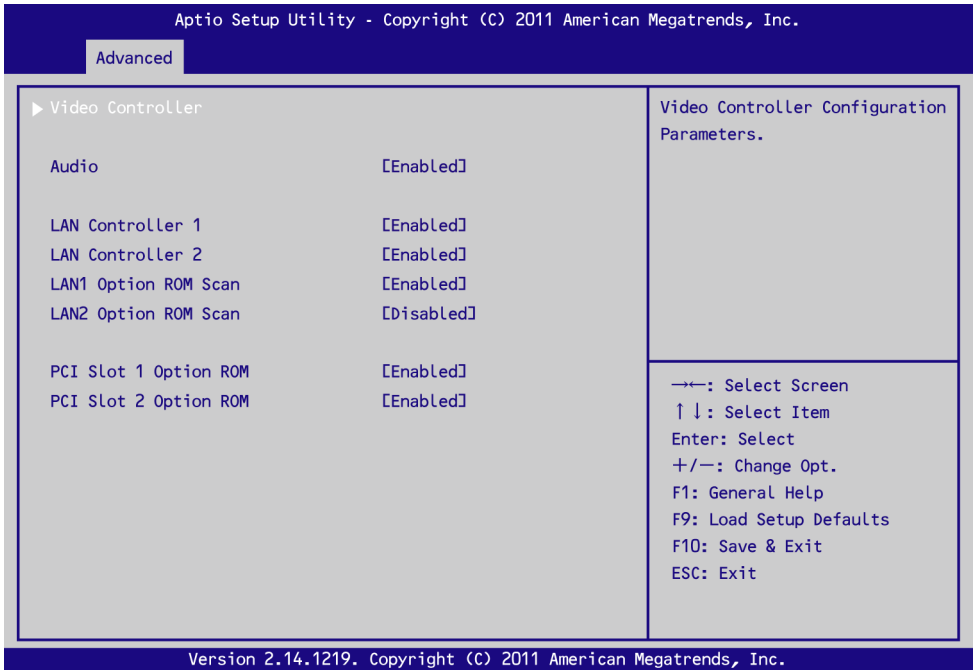 Aptio Setup Utility - Copyright (C) 2011 American Megatrends, Inc.
Advanced
▶ Video Controller
Audio [Enabled]
LAN Controller 1 [Enabled]
LAN Controller 2 [Enabled]
LAN1 Option ROM Scan [Enabled]
LAN2 Option ROM Scan [Disabled]
PCI Slot 1 Option ROM [Enabled]
PCI Slot 2 Option ROM [Enabled]
Video Controller Configuration
Parameters.
→←: Select Screen
↑↓: Select Item
Enter: Select
+/-: Change Opt.
F1: General Help
F9: Load Setup Defaults
F10: Save & Exit
ESC: Exit
Version 2.14.1219. Copyright (C) 2011 American Megatrends, Inc.